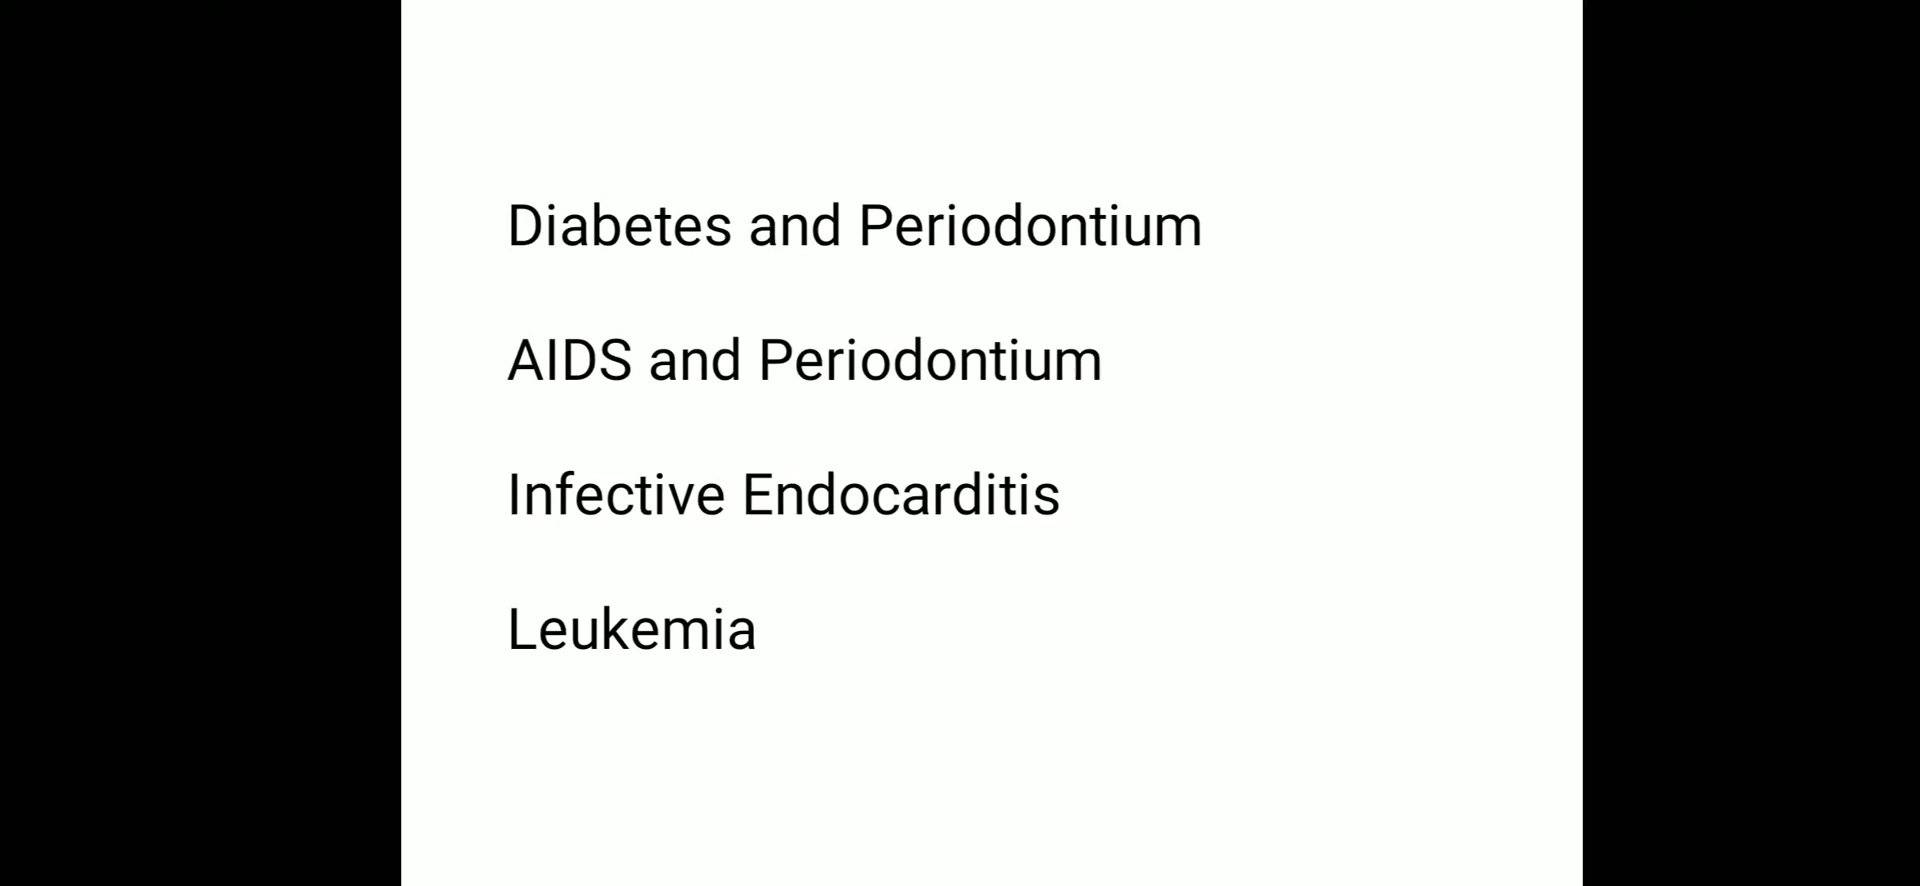 Diabetes and Periodontium
AIDS and Periodontium
Infective Endocarditis
Leukemia